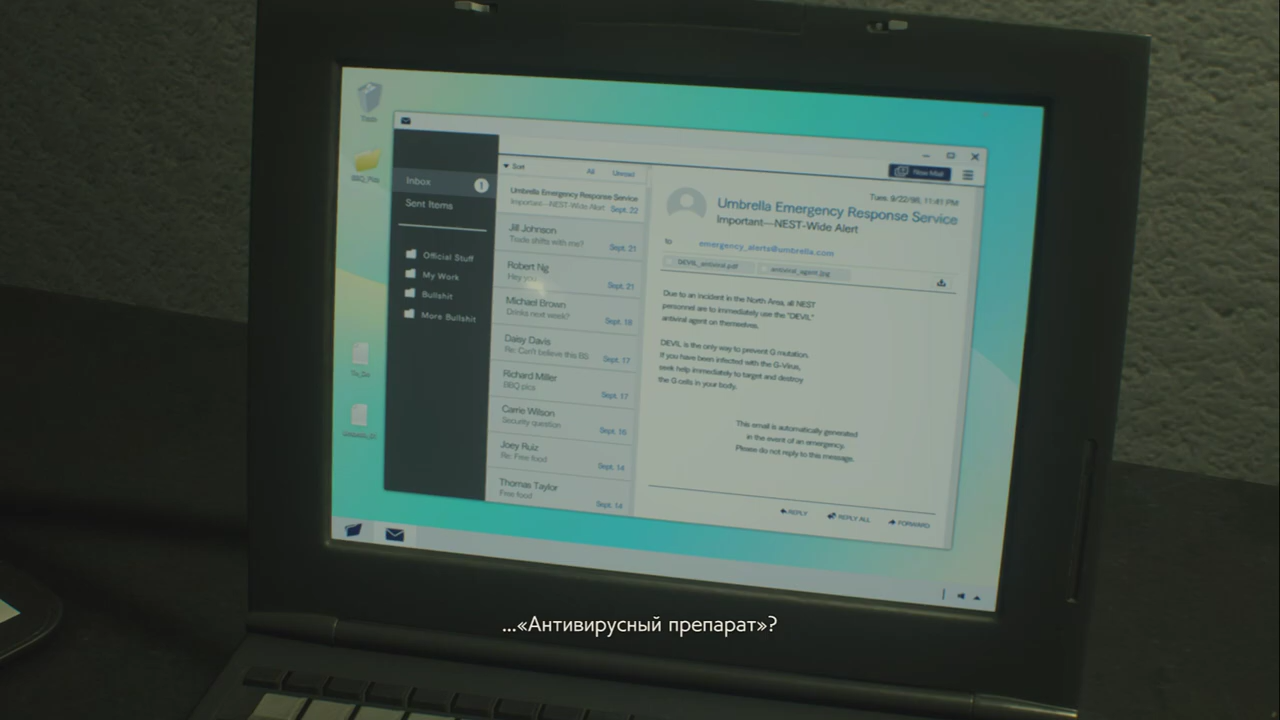 Trash
BBQ_Pics
Inbox
1
Sent Items
Official Stuff
My Work
Bullshit
More Bullshit
Sort
All
Unread
Umbrella Emergency Response Service
Important—NEST-Wide Alert
Sept. 22
Jill Johnson
Trade shifts with me?
Sept. 21
Robert Ng
Hey you
Sept. 21
Michael Brown
Drinks next week?
Sept. 18
Daisy Davis
Re: Can't believe this BS.
Sept. 17
Richard Miller
BBQ pics
Sept. 17
Carrie Wilson
Security question
Sept. 16
Joey Ruiz
Re: Free food
Sept. 14
Thomas Taylor
Free food
Sept. 14
New Mail
Tues. 9/22/98, 11:41 PM
Umbrella Emergency Response Service
Important—NEST-Wide Alert
to emergency_alerts@umbrella.com
DEVIL_antiviral.pdf
antiviral_agent.jpg
Due to an incident in the North Area, all NEST
personnel are to immediately use the "DEVIL"
antiviral agent on themselves.
DEVIL is the only way to prevent G mutation.
If you have been infected with the G-Virus,
seek help immediately to target and destroy
the G cells in your body.
This email is automatically generated
in the event of an emergency.
Please do not reply to this message.
REPLY
REPLY ALL
FORWARD
...«Антивирусный препарат»?